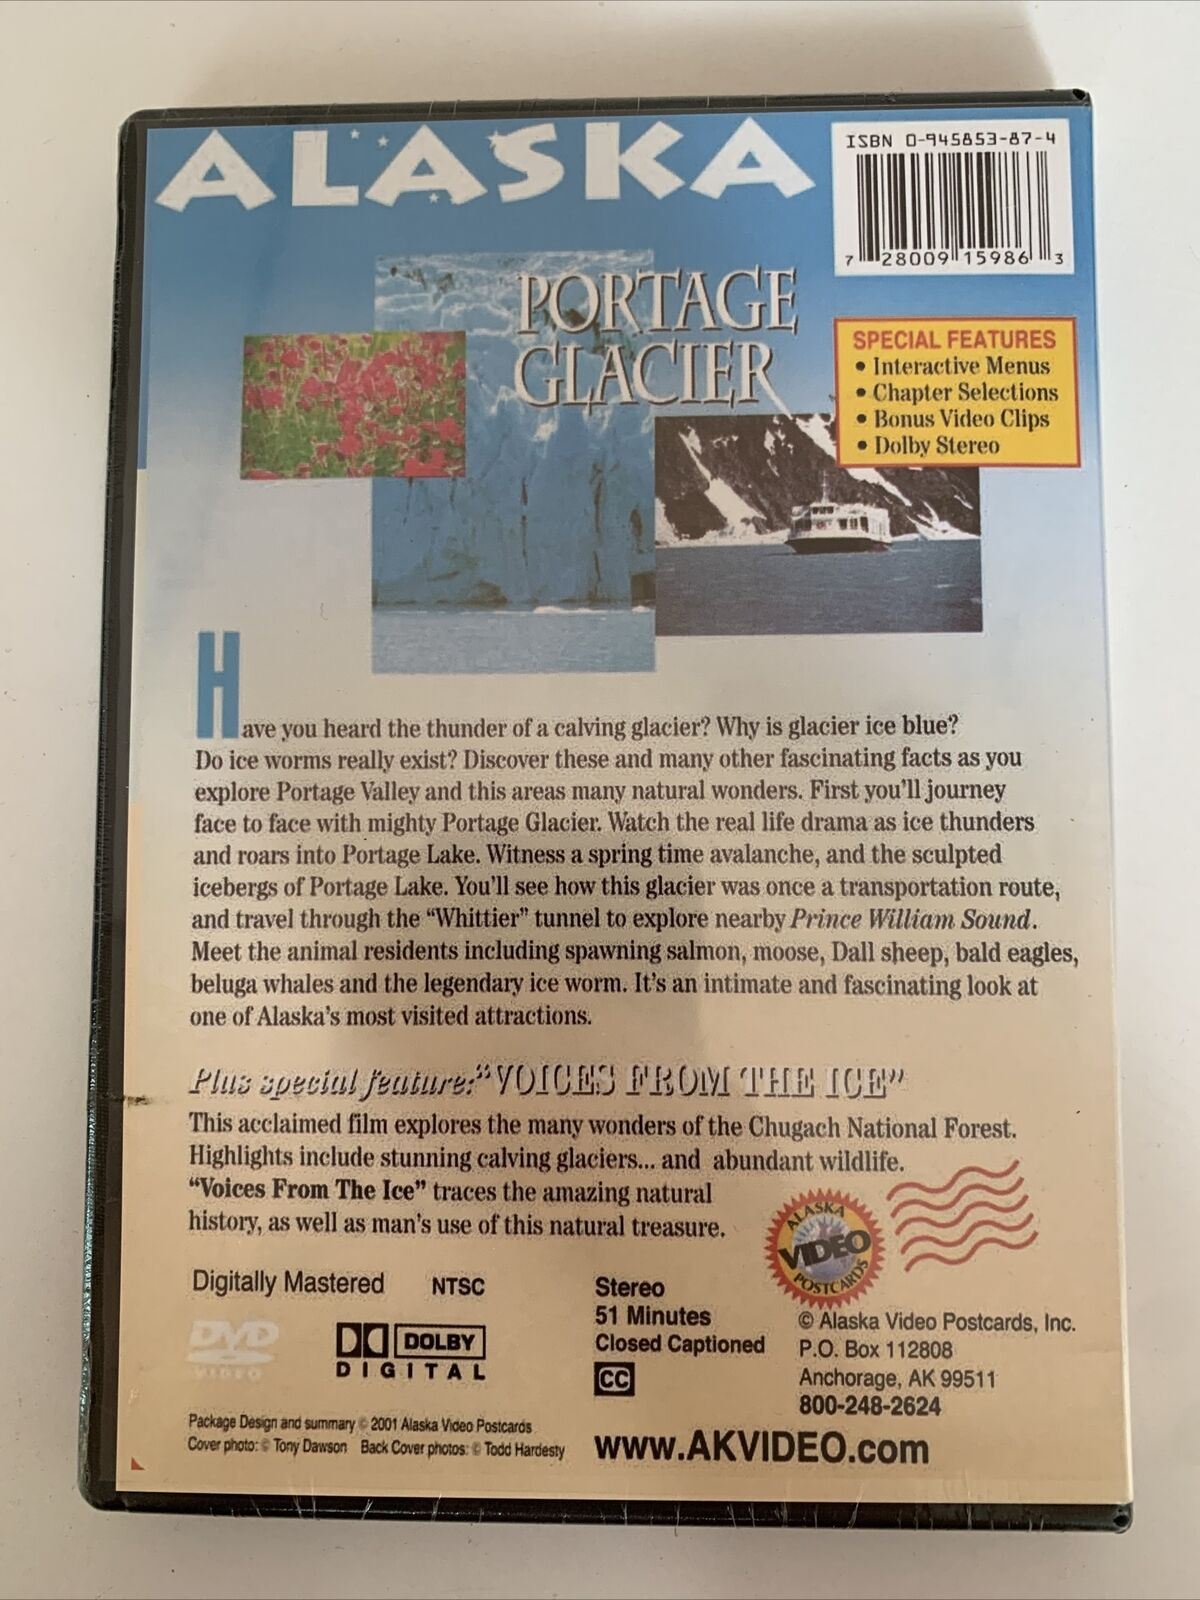 ALASKA
ISBN 0-945853-87-4
7 28009 15986 3
PORTAGE
GLACIER
SPECIAL FEATURES
• Interactive Menus
• Chapter Selections
• Bonus Video Clips
• Dolby Stereo
Have you heard the thunder of a calving glacier? Why is glacier ice blue?
Do ice worms really exist? Discover these and many other fascinating facts as you
explore Portage Valley and this areas many natural wonders. First you'll journey
face to face with mighty Portage Glacier. Watch the real life drama as ice thunders
and roars into Portage Lake. Witness a spring time avalanche, and the sculpted
icebergs of Portage Lake. You'll see how this glacier was once a transportation route,
and travel through the “Whittier” tunnel to explore nearby Prince William Sound.
Meet the animal residents including spawning salmon, moose, Dall sheep, bald eagles,
beluga whales and the legendary ice worm. It's an intimate and fascinating look at
one of Alaska's most visited attractions.
Plus special feature: “VOICES FROM THE ICE”
This acclaimed film explores the many wonders of the Chugach National Forest.
Highlights include stunning calving glaciers... and abundant wildlife.
“Voices From The Ice” traces the amazing natural
history, as well as man's use of this natural treasure.
ALASKA
VIDEO
POSTCARDS
Digitally Mastered NTSC
Stereo
51 Minutes
Closed Captioned
CC
DVD
VIDEO
DOLBY
DIGITAL
© Alaska Video Postcards, Inc.
P.O. Box 112808
Anchorage, AK 99511
800-248-2624
Package Design and summary © 2001 Alaska Video Postcards
Cover photo: © Tony Dawson Back Cover photos: © Todd Hardesty
www.AKVIDEO.com